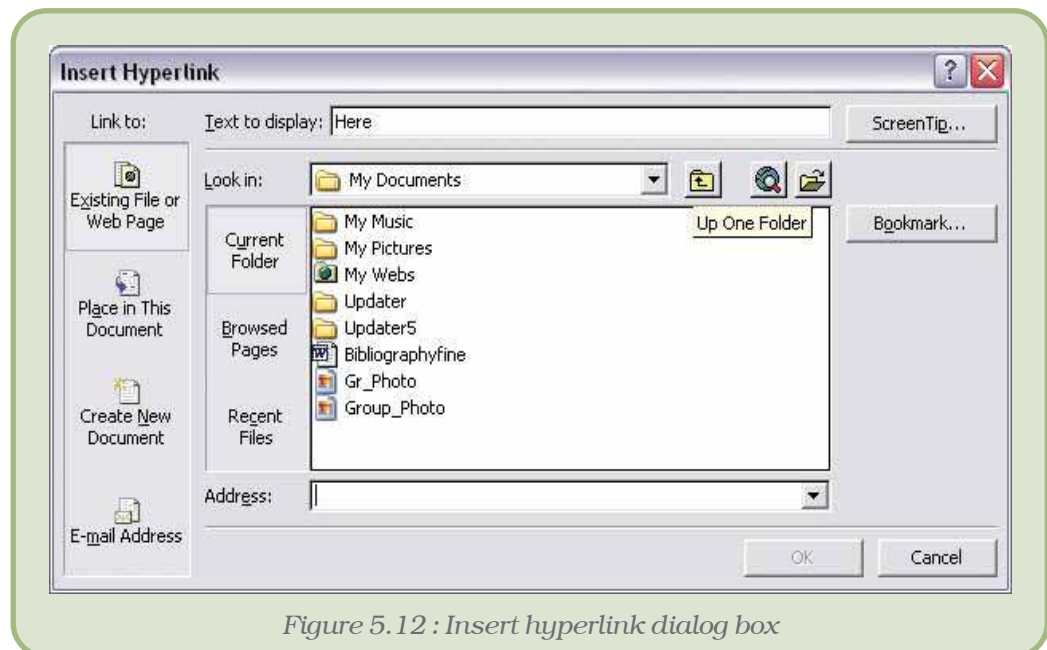 Insert Hyperlink
Link to:
Text to display: Here
ScreenTip...
Existing File or
Web Page
Look in:
My Documents
Up One Folder
Bookmark...
Current
Folder
My Music
My Pictures
My Webs
Updater
Updater5
Bibliographyfine
Gr_Photo
Group_Photo
Place in This
Document
Browsed
Pages
Create New
Document
Recent
Files
Address:
E-mail Address
OK
Cancel
Figure 5.12 : Insert hyperlink dialog box